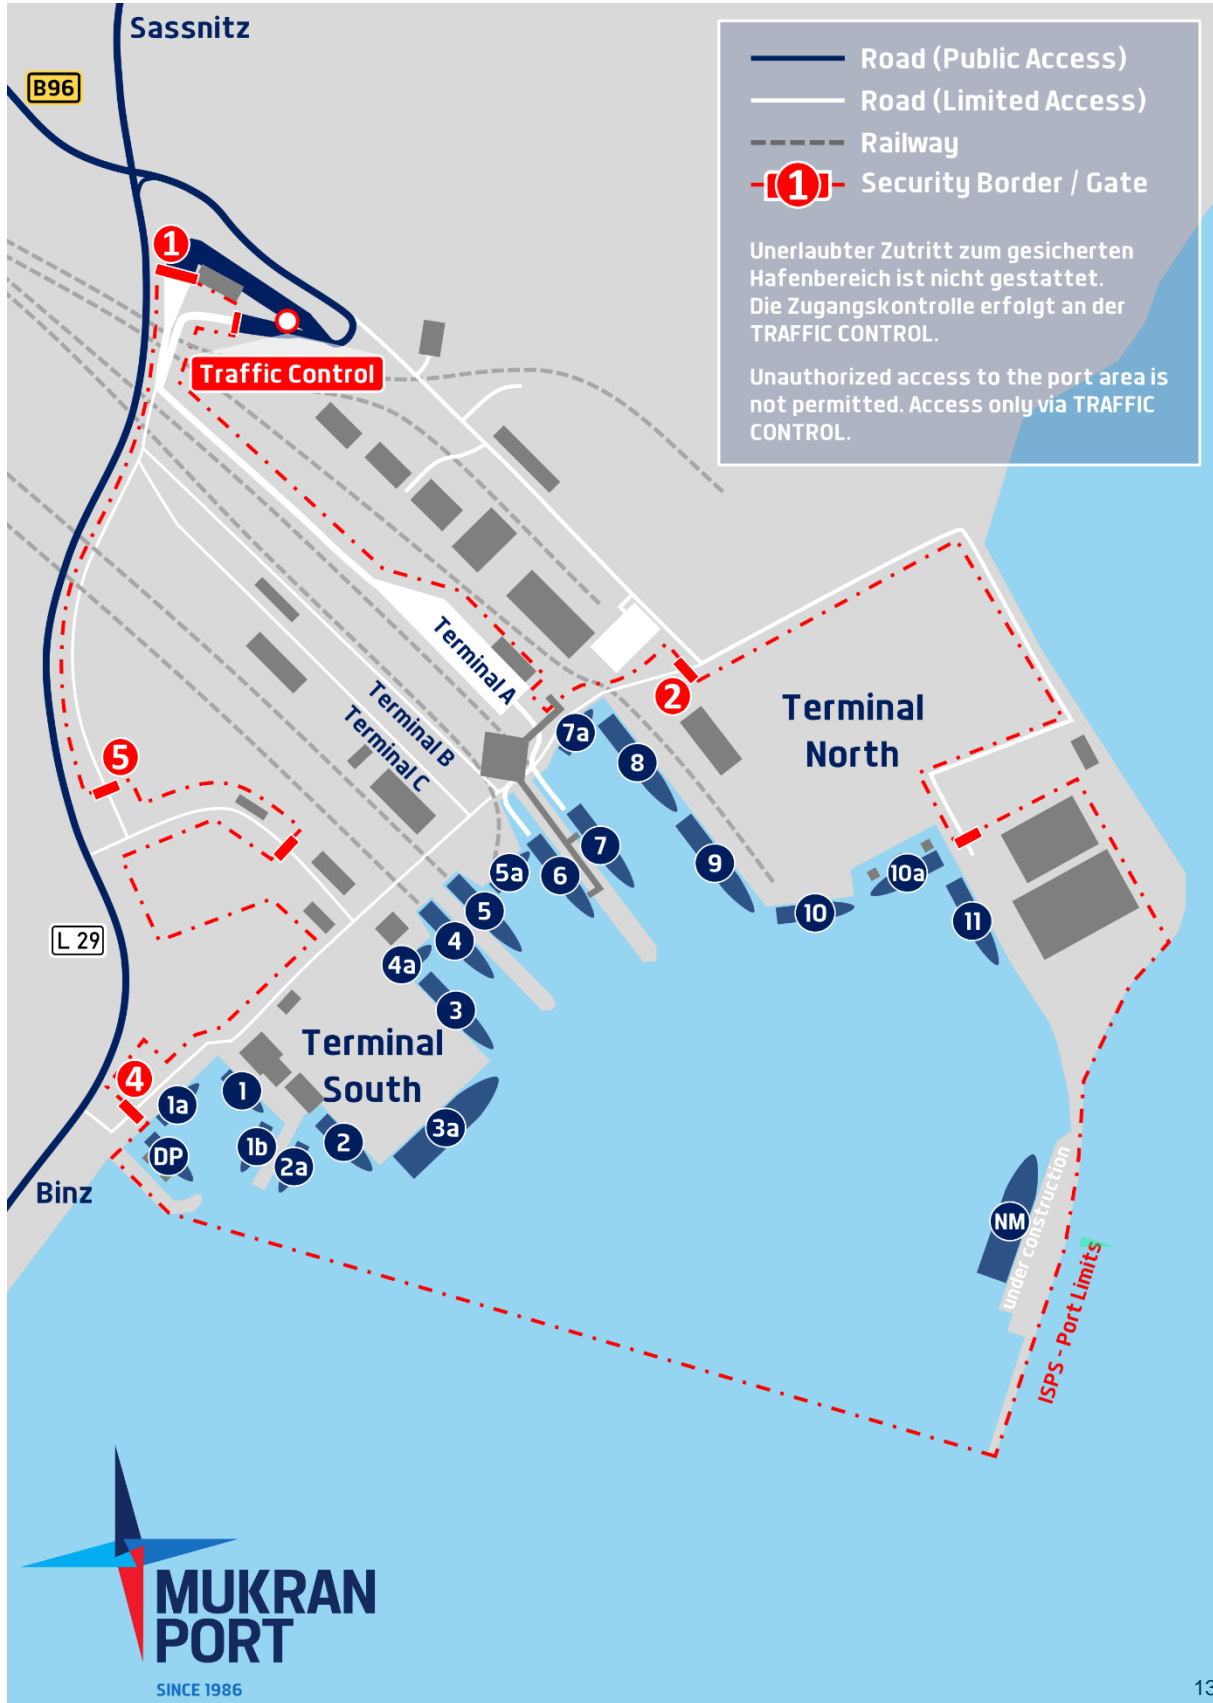 Sassnitz
B96
Road (Public Access)
Road (Limited Access)
Railway
1
Security Border / Gate
Unerlaubter Zutritt zum gesicherten
Hafenbereich ist nicht gestattet.
Die Zugangskontrolle erfolgt an der
TRAFFIC CONTROL.
Unauthorized access to the port area is
not permitted. Access only via TRAFFIC
CONTROL.
1
Traffic Control
Terminal A
Terminal B
Terminal C
2
Terminal
North
5
7a
8
7
6
5a
9
10
10a
11
5
4
4a
3
L 29
Terminal
South
4
1a
1
DP
1b
2a
2
3a
Binz
NM
under construction
ISPS - Port Limits
MUKRAN
PORT
SINCE 1986
13